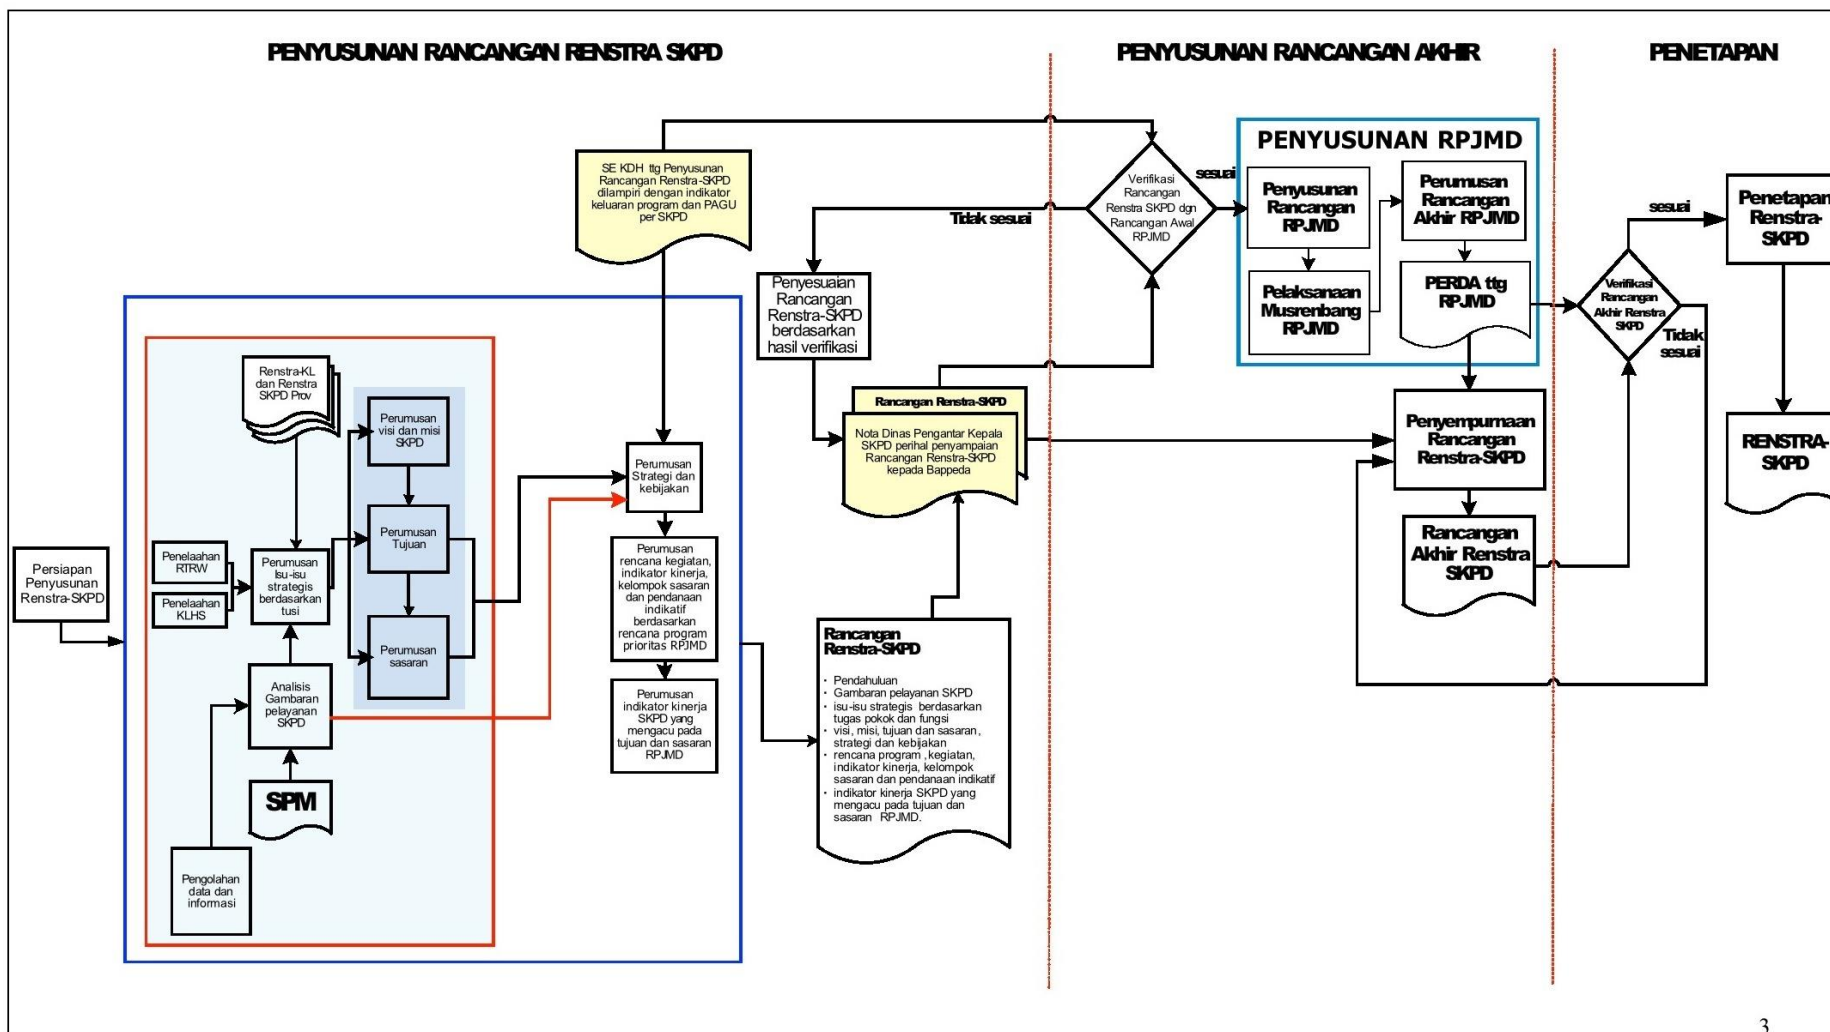 PENYUSUNAN RANCANGAN RENSTRA SKPD
PENYUSUNAN RANCANGAN AKHIR
PENETAPAN
SE KDH ttg Penyusunan
Rancangan Renstra-SKPD
dilampiri dengan indikator
keluaran program dan PAGU
per SKPD
Tidak sesuai
Verifikasi
Rancangan
Renstra SKPD dgn
Rancangan Awal
RPJMD
sesuai
PENYUSUNAN RPJMD
Penyusunan
Rancangan
RPJMD
Perumusan
Rancangan
Akhir RPJMD
Pelaksanaan
Musrenbang
RPJMD
PERDA ttg
RPJMD
sesuai
Verifikasi
Rancangan
Akhir Renstra
SKPD
Tidak
sesuai
Penetapan
Renstra-
SKPD
RENSTRA-
SKPD
Penyesuaian
Rancangan
Renstra-SKPD
berdasarkan
hasil verifikasi
Rancangan Renstra-SKPD
Nota Dinas Pengantar Kepala
SKPD perihal penyampaian
Rancangan Renstra-SKPD
kepada Bappeda
Penyempurnaan
Rancangan
Renstra-SKPD
Rancangan
Akhir Renstra
SKPD
Persiapan
Penyusunan
Renstra-SKPD
Renstra-KL
dan Renstra
SKPD Prov
Penelaahan
RTRW
Penelaahan
KLHS
Perumusan
Isu-isu
strategis
berdasarkan
tusi
Analisis
Gambaran
pelayanan
SKPD
SPM
Pengolahan
data dan
informasi
Perumusan
visi dan misi
SKPD
Perumusan
Tujuan
Perumusan
sasaran
Perumusan
Strategi dan
kebijakan
Perumusan
rencana kegiatan,
indikator kinerja,
kelompok sasaran
dan pendanaan
indikatif
berdasarkan
rencana program
prioritas RPJMD
Perumusan
indikator kinerja
SKPD yang
mengacu pada
tujuan dan sasaran
RPJMD
Rancangan
Renstra-SKPD
• Pendahuluan
• Gambaran pelayanan SKPD
• isu-isu strategis berdasarkan
tugas pokok dan fungsi
• visi, misi, tujuan dan sasaran,
strategi dan kebijakan
• rencana program ,kegiatan,
indikator kinerja, kelompok
sasaran dan pendanaan indikatif
• indikator kinerja SKPD yang
mengacu pada tujuan dan
sasaran RPJMD.
3